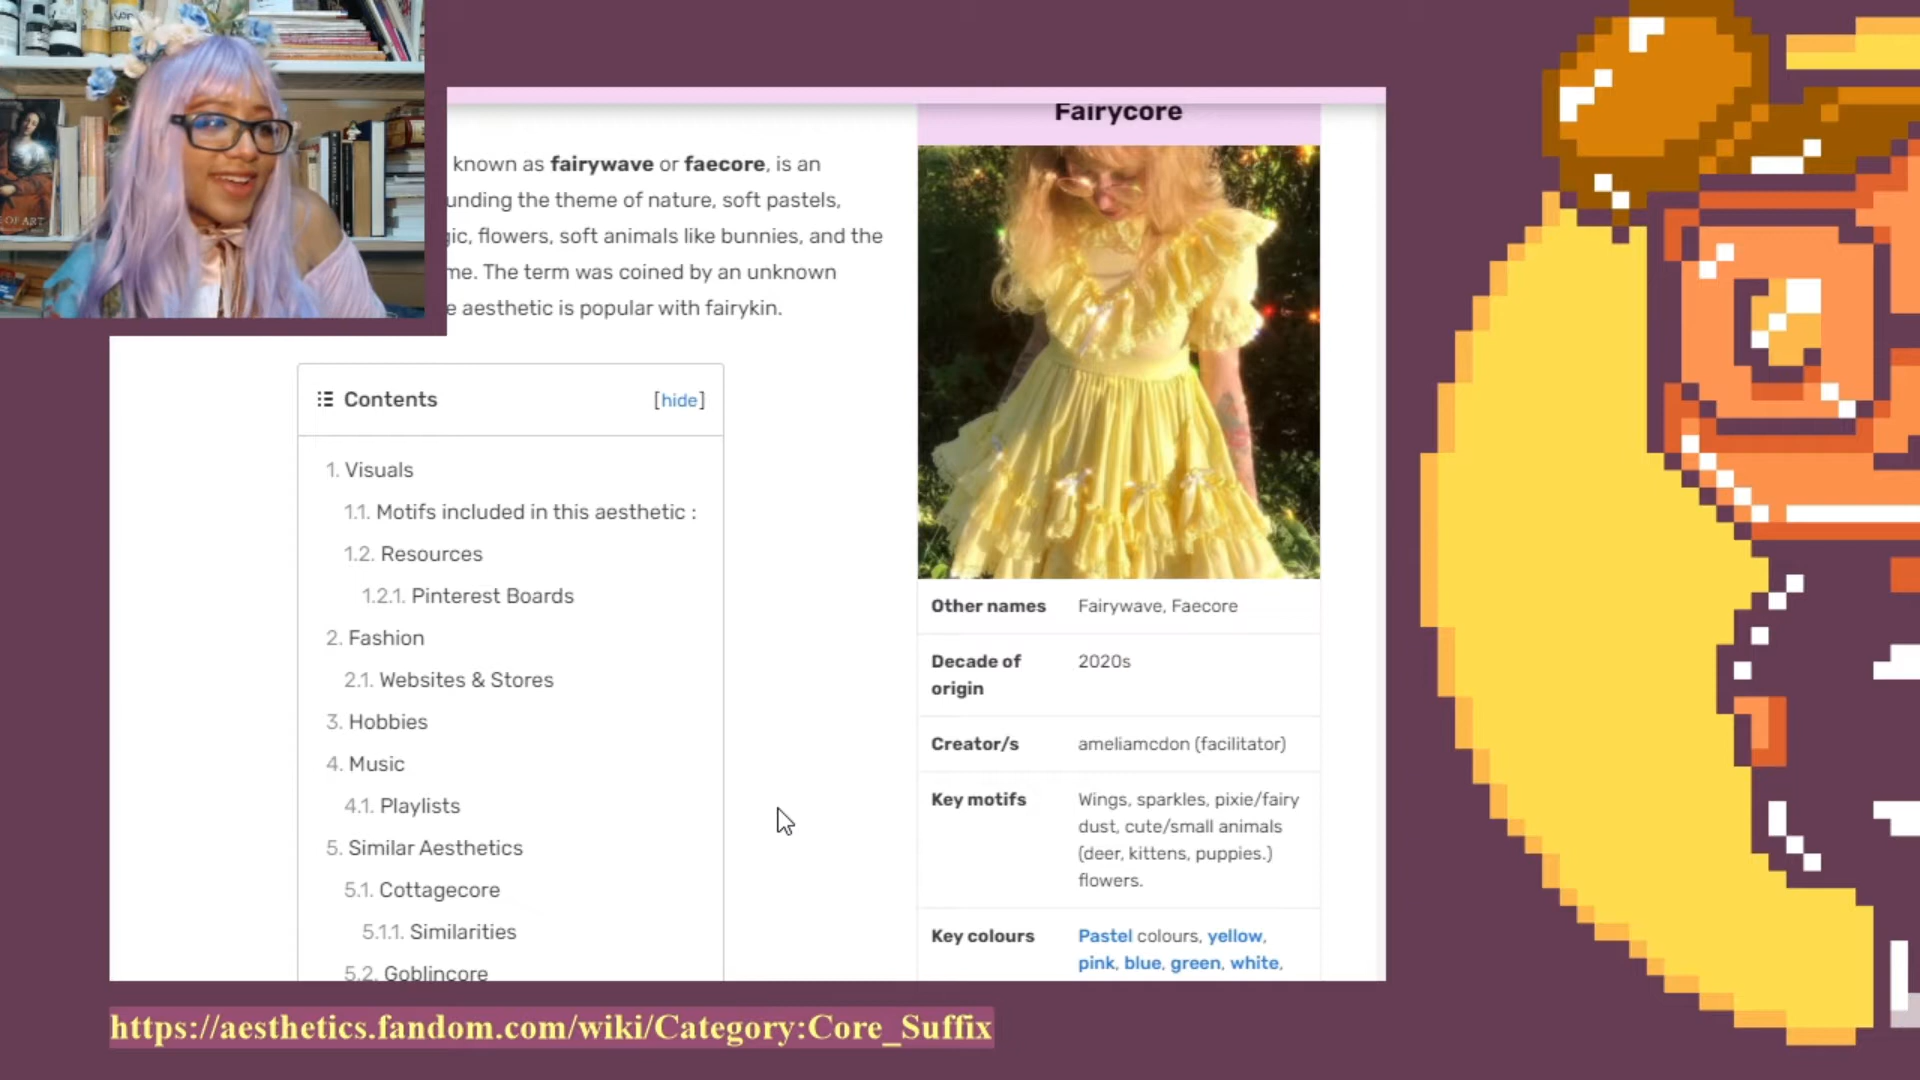 OF ART
Fairycore
known as fairywave or faecore, is an
unding the theme of nature, soft pastels,
gic, flowers, soft animals like bunnies, and the
me. The term was coined by an unknown
e aesthetic is popular with fairykin.
Contents [hide]
1. Visuals
1.1. Motifs included in this aesthetic :
1.2. Resources
1.2.1. Pinterest Boards
2. Fashion
2.1. Websites & Stores
3. Hobbies
4. Music
4.1. Playlists
5. Similar Aesthetics
5.1. Cottagecore
5.1.1. Similarities
5.2. Goblincore
Other names Fairywave, Faecore
Decade of
origin
2020s
Creator/s ameliamcdon (facilitator)
Key motifs Wings, sparkles, pixie/fairy
dust, cute/small animals
(deer, kittens, puppies.)
flowers.
Key colours Pastel colours, yellow,
pink, blue, green, white,
https://aesthetics.fandom.com/wiki/Category:Core_Suffix